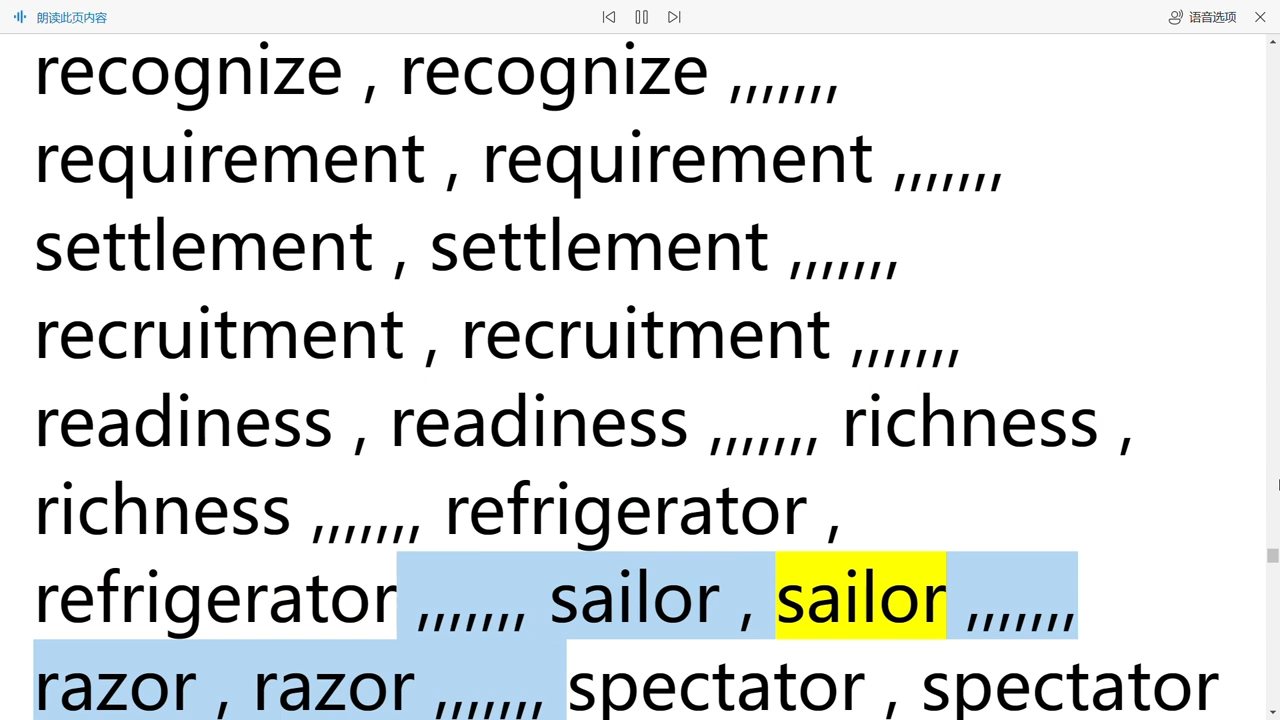 朗读此页内容
语音选项
recognize , recognize ,,,,,,,
requirement , requirement ,,,,,,,
settlement , settlement ,,,,,,,
recruitment , recruitment ,,,,,,,
readiness , readiness ,,,,,,, richness ,
richness ,,,,,,, refrigerator ,
refrigerator ,,,,,,, sailor , sailor ,,,,,,,
razor , razor ,,,,,,, spectator , spectator